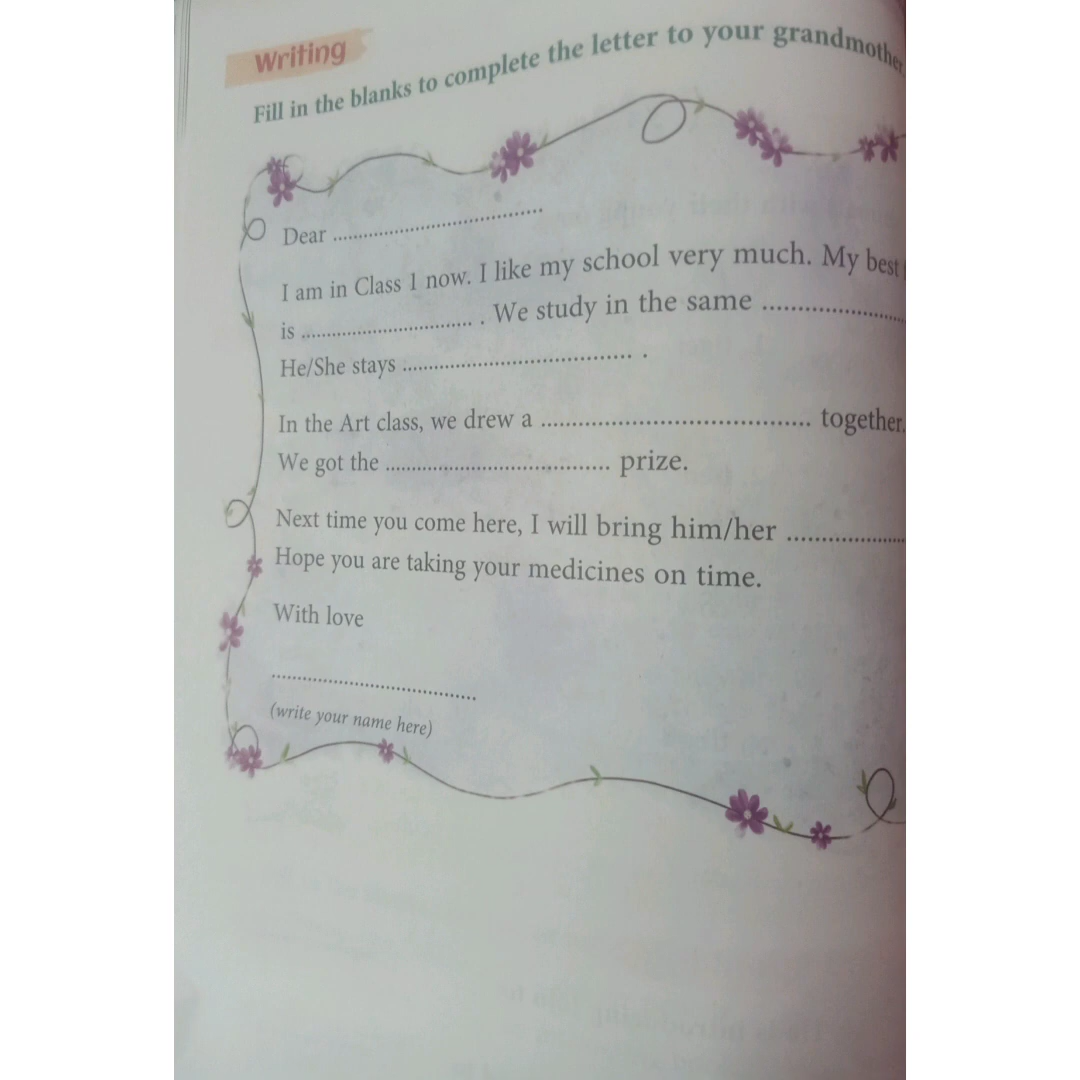 Writing
Fill in the blanks to complete the letter to your grandmother.
Dear ........................................
I am in Class 1 now. I like my school very much. My best
is ................................ . We study in the same ........................
He/She stays .......................................... .
In the Art class, we drew a .......................................... together.
We got the .......................................... prize.
Next time you come here, I will bring him/her ....................
Hope you are taking your medicines on time.
With love
........................................
(write your name here)